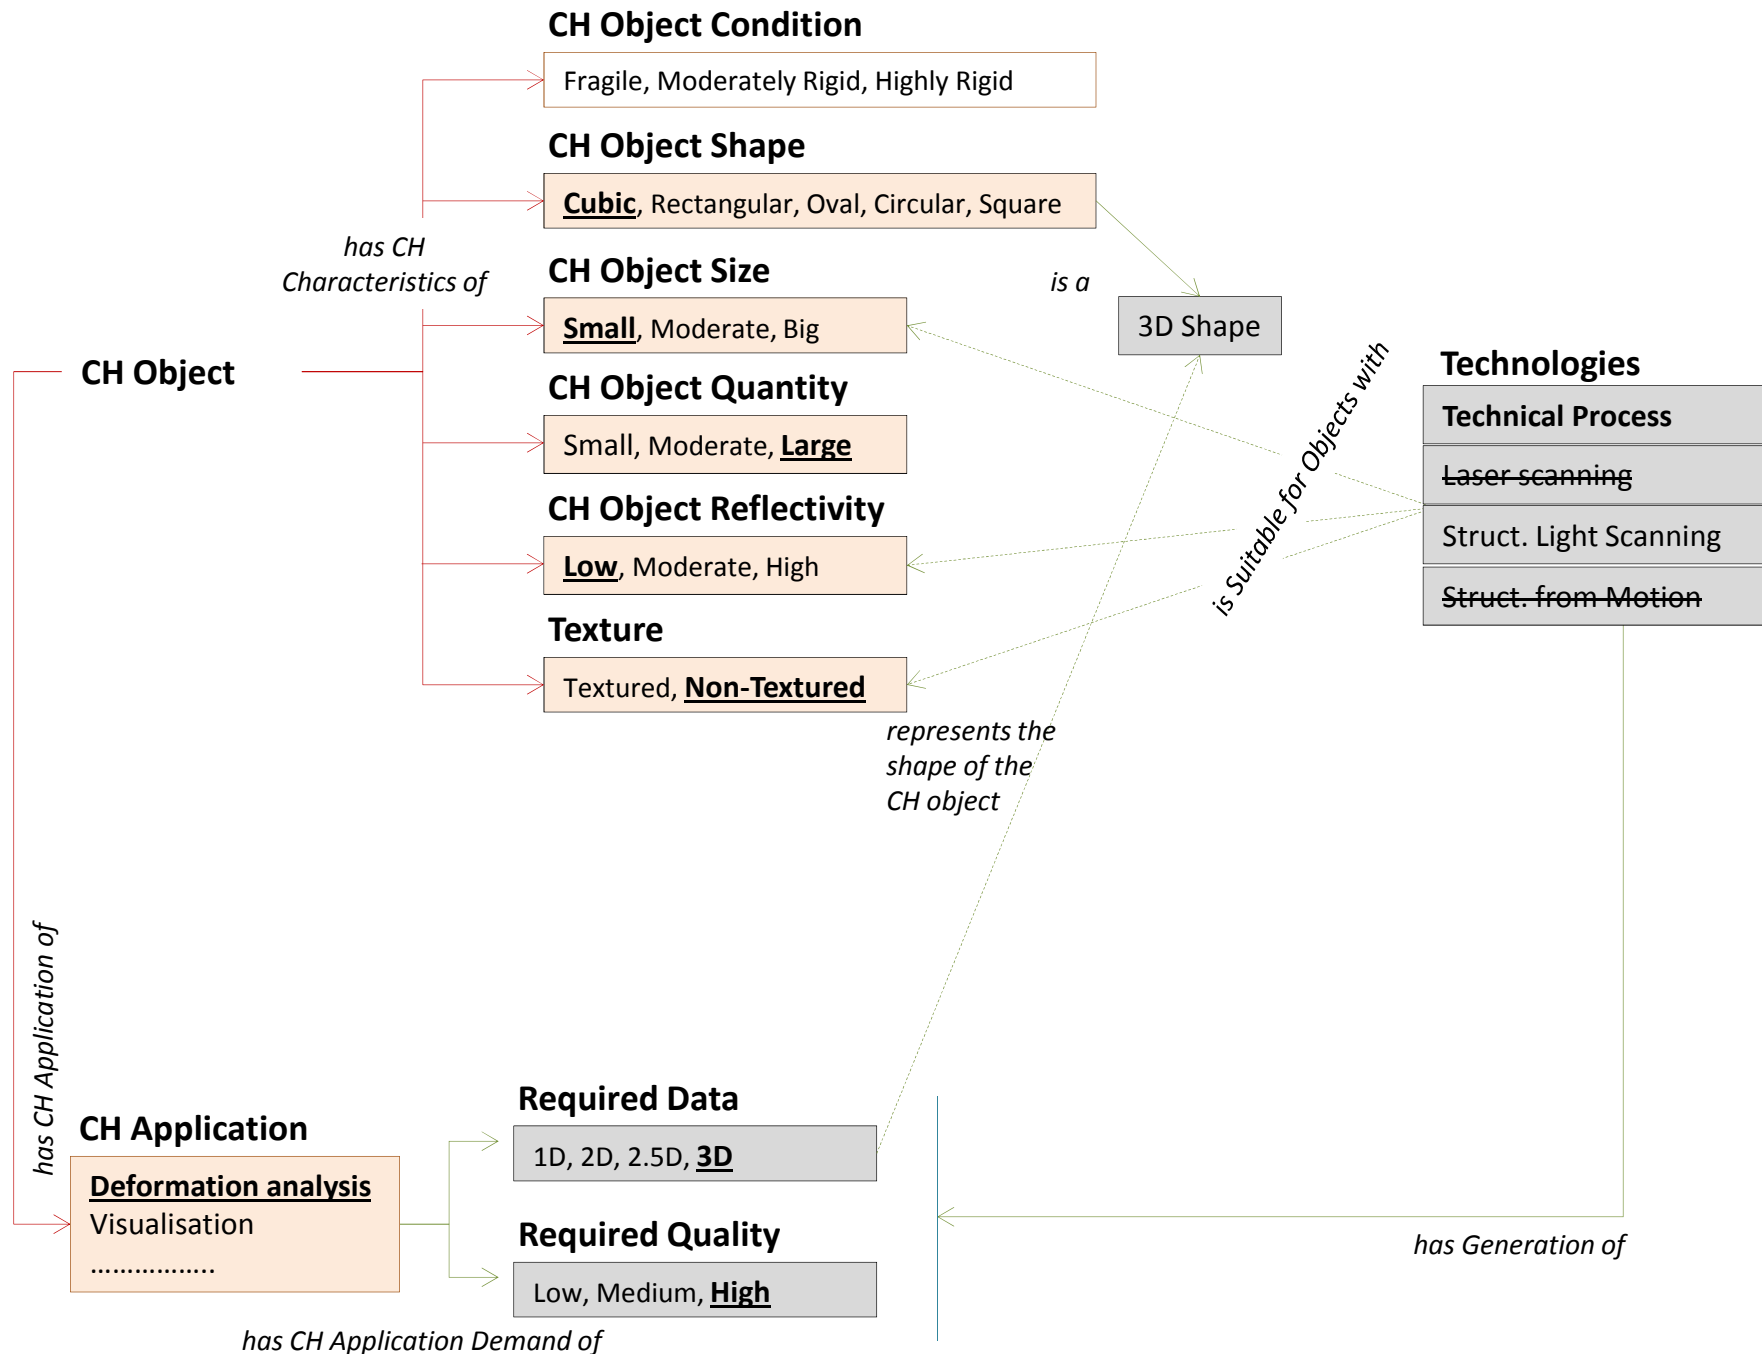 CH Object Condition
Fragile, Moderately Rigid, Highly Rigid
CH Object Shape
Cubic, Rectangular, Oval, Circular, Square
has CH
Characteristics of
CH Object Size
Small, Moderate, Big
is a
3D Shape
CH Object
CH Object Quantity
Small, Moderate, Large
CH Object Reflectivity
Low, Moderate, High
Texture
Textured, Non-Textured
is Suitable for Objects with
Technologies
Technical Process
Laser scanning
Struct. Light Scanning
Struct. from Motion
represents the
shape of the
CH object
has CH Application of
CH Application
Deformation analysis
Visualisation
................
Required Data
1D, 2D, 2.5D, 3D
Required Quality
Low, Medium, High
has Generation of
has CH Application Demand of